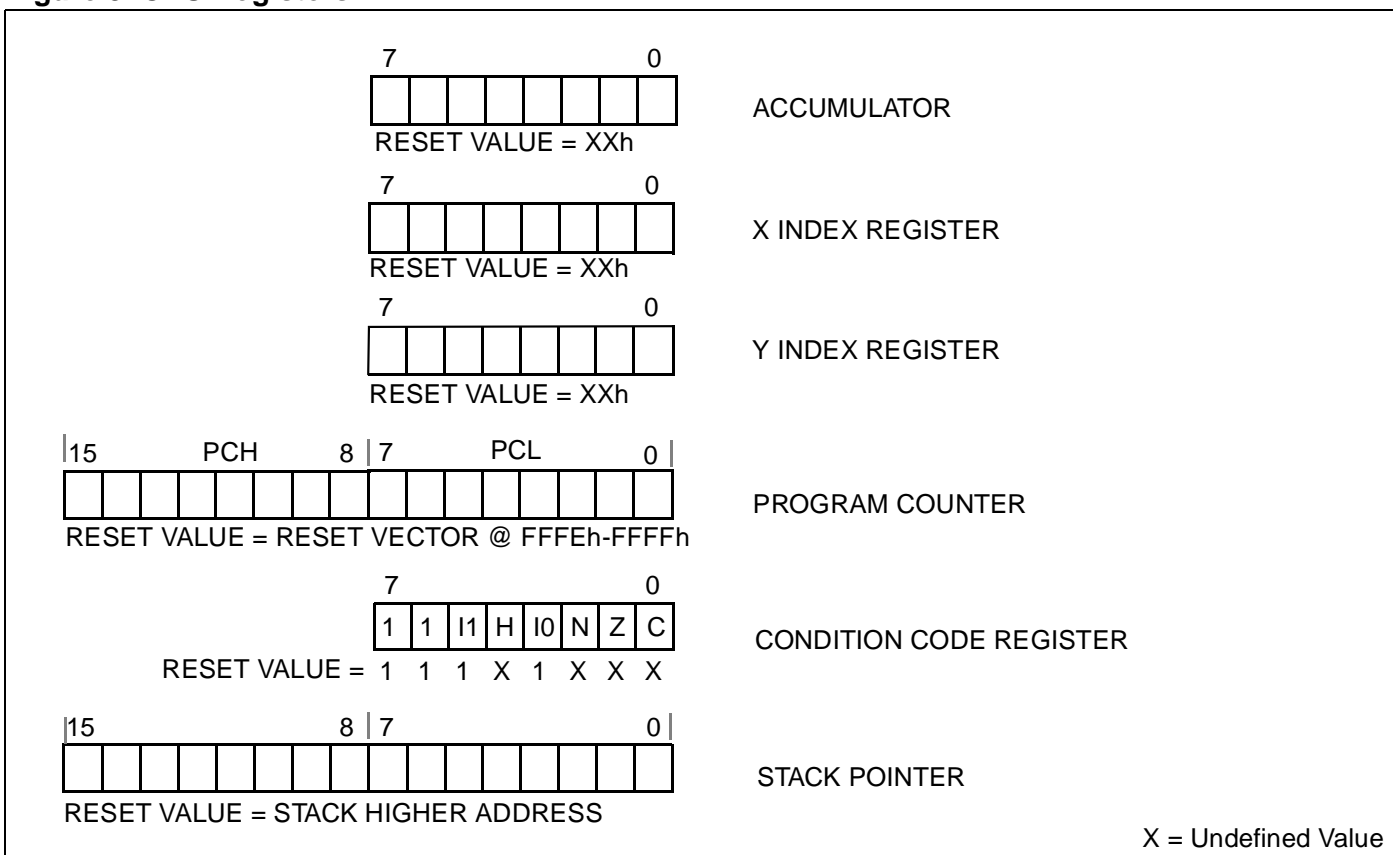 7 0
ACCUMULATOR
RESET VALUE = XXh
7 0
X INDEX REGISTER
RESET VALUE = XXh
7 0
Y INDEX REGISTER
RESET VALUE = XXh
15 PCH 8 7 PCL 0
PROGRAM COUNTER
RESET VALUE = RESET VECTOR @ FFFEh-FFFFh
7 0
1 1 I1 H I0 N Z C
CONDITION CODE REGISTER
RESET VALUE = 1 1 1 X 1 X X X
15 8 7 0
STACK POINTER
RESET VALUE = STACK HIGHER ADDRESS
X = Undefined Value